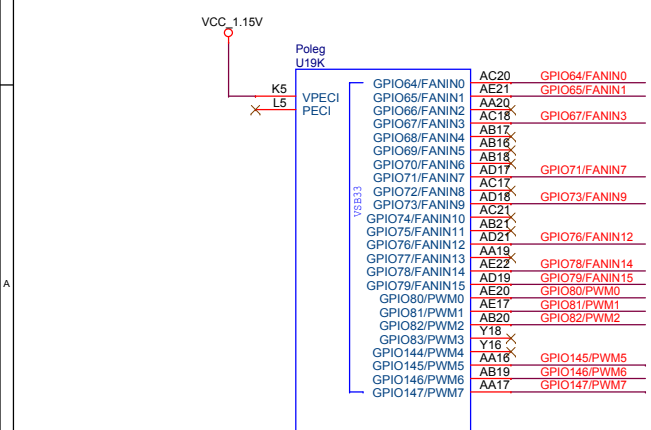 VCC_1.15V
Poleg
U19K
K5 VPECI
L5 PECI
VSB33
GPIO64/FANIN0 AC20 GPIO64/FANIN0
GPIO65/FANIN1 AE21 GPIO65/FANIN1
GPIO66/FANIN2 AA20
GPIO67/FANIN3 AC18 GPIO67/FANIN3
GPIO68/FANIN4 AB17
GPIO69/FANIN5 AB16
GPIO70/FANIN6 AB18
GPIO71/FANIN7 AD17 GPIO71/FANIN7
GPIO72/FANIN8 AC17
GPIO73/FANIN9 AD18 GPIO73/FANIN9
GPIO74/FANIN10 AC21
GPIO75/FANIN11 AB21
GPIO76/FANIN12 AD21 GPIO76/FANIN12
GPIO77/FANIN13 AA19
GPIO78/FANIN14 AE22 GPIO78/FANIN14
GPIO79/FANIN15 AD19 GPIO79/FANIN15
GPIO80/PWM0 AE20 GPIO80/PWM0
GPIO81/PWM1 AE17 GPIO81/PWM1
GPIO82/PWM2 AB20 GPIO82/PWM2
GPIO83/PWM3 Y18
GPIO144/PWM4 Y16
GPIO145/PWM5 AA16 GPIO145/PWM5
GPIO146/PWM6 AB19 GPIO146/PWM6
GPIO147/PWM7 AA17 GPIO147/PWM7
A